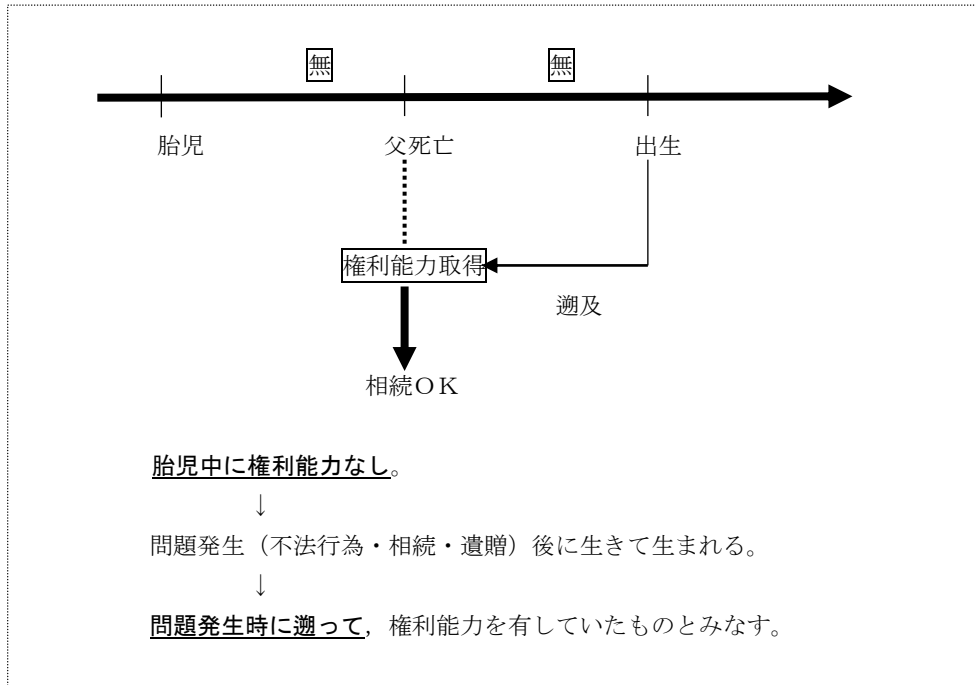 無 無
胎児 父死亡 出生
権利能力取得
遡及
相続OK
胎児中に権利能力なし。
↓
問題発生（不法行為・相続・遺贈）後に生きて生まれる。
↓
問題発生時に遡って，権利能力を有していたものとみなす。